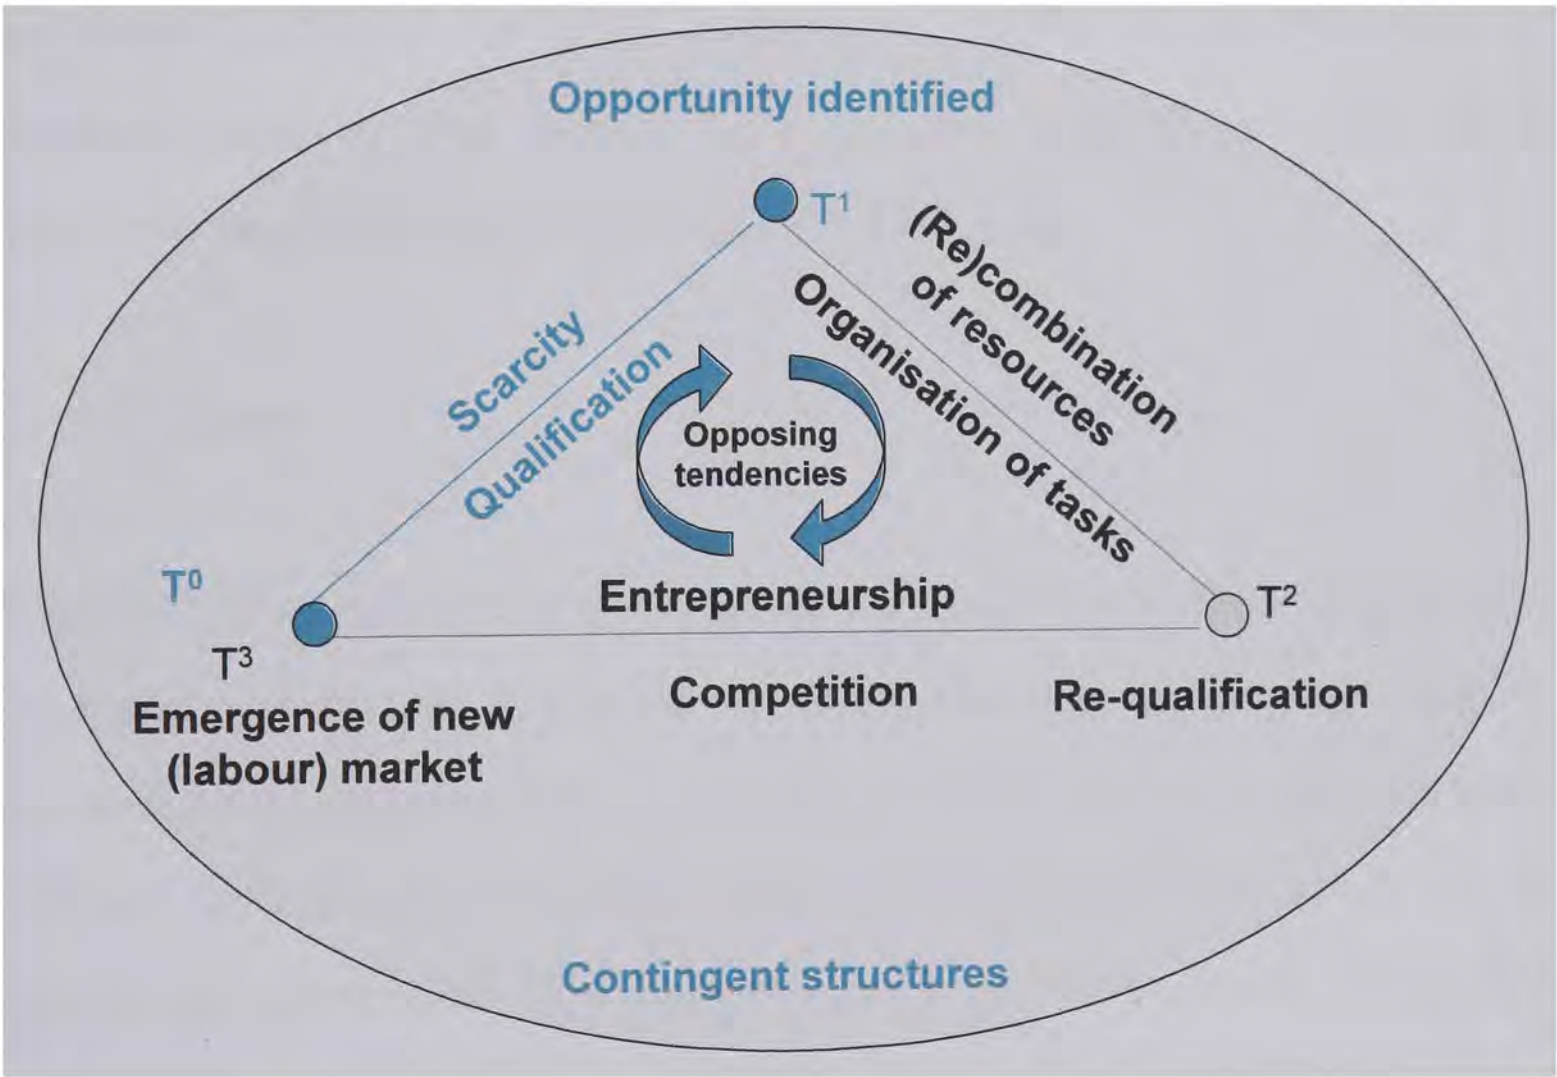 Opportunity identified
T¹
(Re)combination
of resources
Organisation of tasks
Scarcity
Qualification
Opposing
tendencies
T⁰
Entrepreneurship
T²
T³
Emergence of new
(labour) market
Competition
Re-qualification
Contingent structures